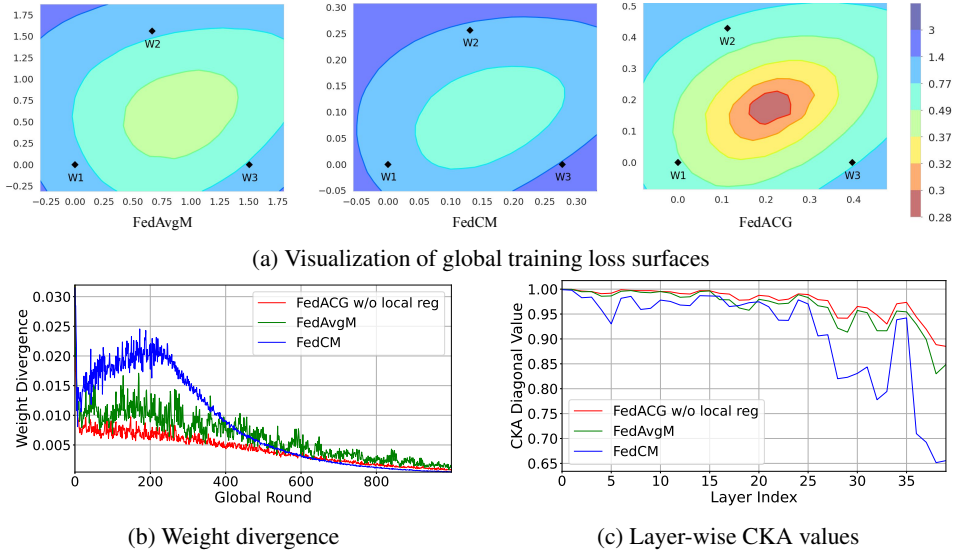 1.75
1.50
1.25
1.00
0.75
0.50
0.25
0.00
−0.25
W2
W1
W3
−0.25 0.00 0.25 0.50 0.75 1.00 1.25 1.50 1.75
FedAvgM
0.30
0.25
0.20
0.15
0.10
0.05
0.00
−0.05
W2
W1
W3
−0.05 0.00 0.05 0.10 0.15 0.20 0.25 0.30
FedCM
0.5
0.4
0.3
0.2
0.1
0.0
W2
W1
W3
0.0 0.1 0.2 0.3 0.4
FedACG
3
1.4
0.77
0.49
0.37
0.32
0.3
0.28
(a) Visualization of global training loss surfaces
Weight Divergence
0.030
0.025
0.020
0.015
0.010
0.005
FedACG w/o local reg
FedAvgM
FedCM
0 200 400 600 800
Global Round
(b) Weight divergence
CKA Diagonal Value
1.00
0.95
0.90
0.85
0.80
0.75
0.70
0.65
FedACG w/o local reg
FedAvgM
FedCM
0 5 10 15 20 25 30 35
Layer Index
(c) Layer-wise CKA values